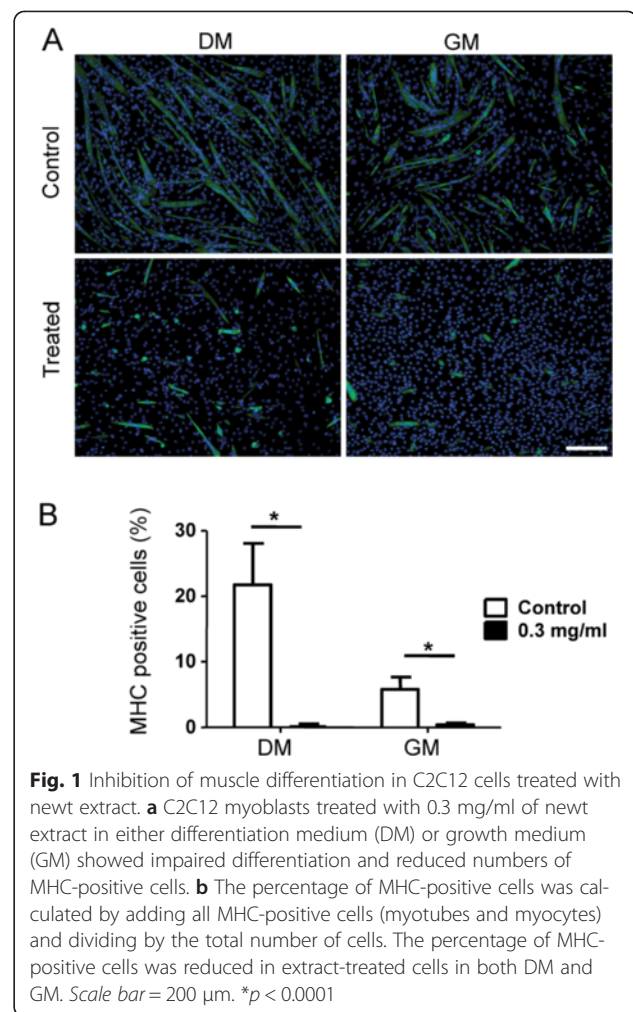 A
DM GM
Control
Treated
B
MHC positive cells (%)
30
20
10
0
*
*
DM GM
Control
0.3 mg/ml
Fig. 1 Inhibition of muscle differentiation in C2C12 cells treated with
newt extract. a C2C12 myoblasts treated with 0.3 mg/ml of newt
extract in either differentiation medium (DM) or growth medium
(GM) showed impaired differentiation and reduced numbers of
MHC-positive cells. b The percentage of MHC-positive cells was cal-
culated by adding all MHC-positive cells (myotubes and myocytes)
and dividing by the total number of cells. The percentage of MHC-
positive cells was reduced in extract-treated cells in both DM and
GM. Scale bar = 200 μm. *p < 0.0001